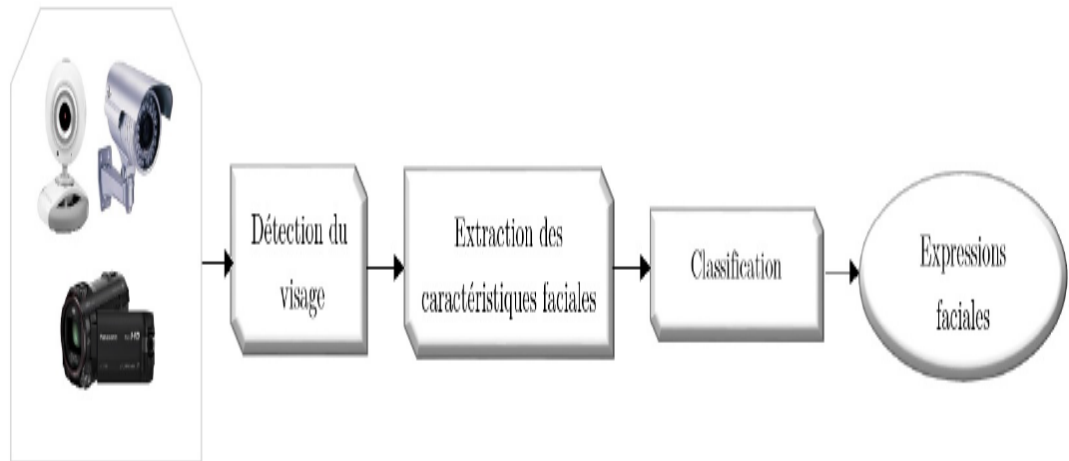 Détection du
visage
Extraction des
caractéristiques faciales
Classification
Expressions
faciales